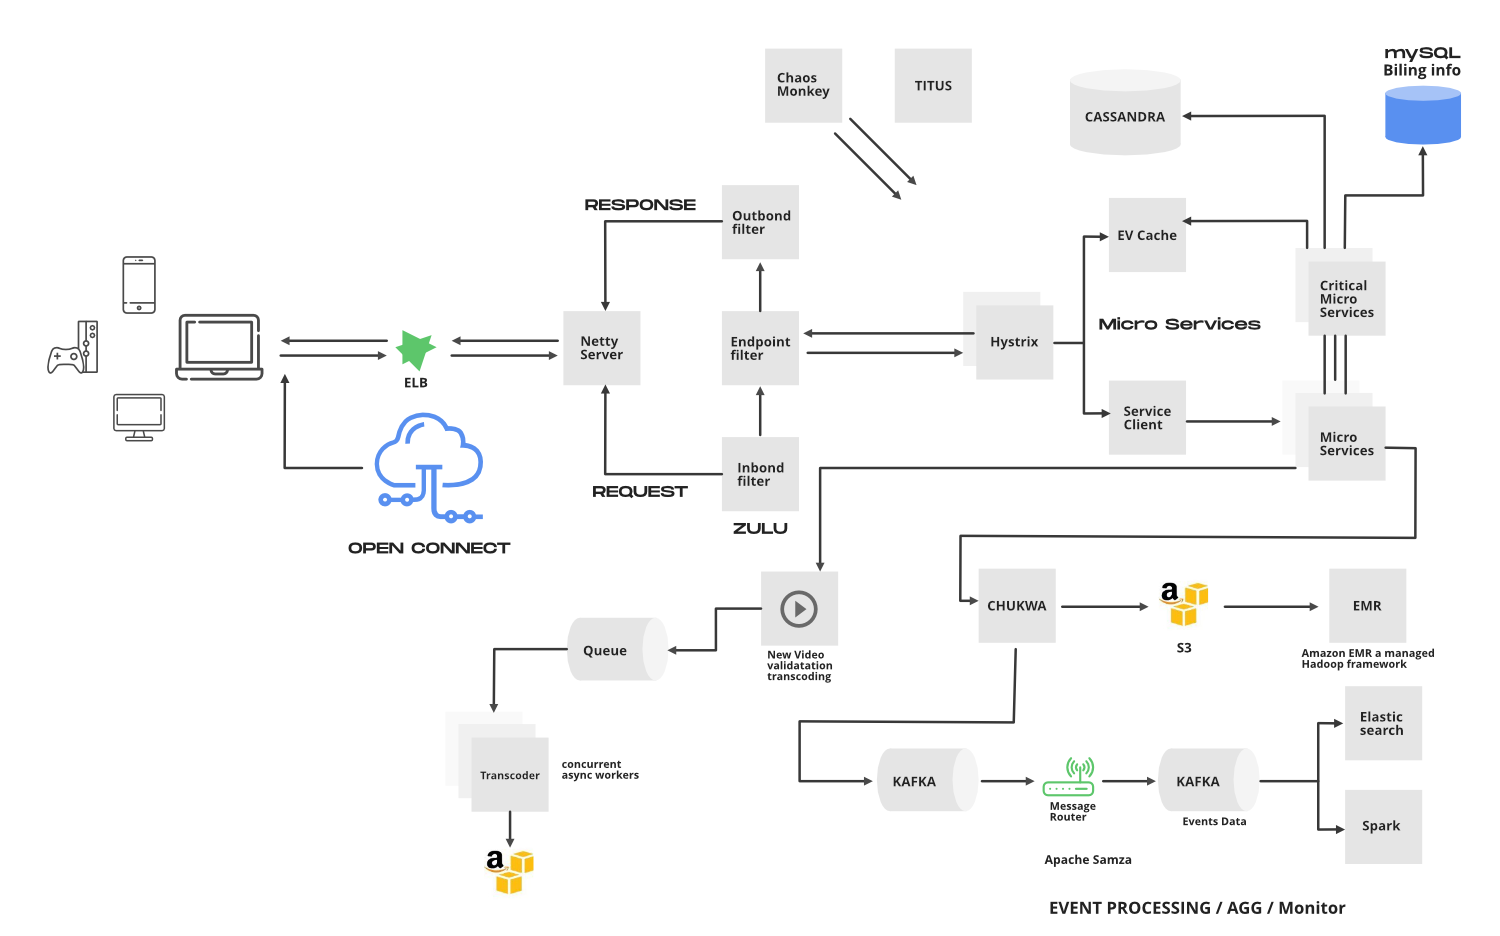 mySQL
Biling info
Chaos
Monkey
TITUS
CASSANDRA
RESPONSE
Outbond
filter
EV Cache
Critical
Micro
Services
Netty
Server
Endpoint
filter
Hystrix
Micro Services
ELB
Service
Client
Micro
Services
Inbond
filter
REQUEST
ZULU
OPEN CONNECT
CHUKWA
a
S3
EMR
Amazon EMR a managed
Hadoop framework
Queue
New Video
validatation
transcoding
Elastic
search
Transcoder
concurrent
async workers
KAFKA
Message
Router
KAFKA
Events Data
Spark
a
Apache Samza
EVENT PROCESSING / AGG / Monitor